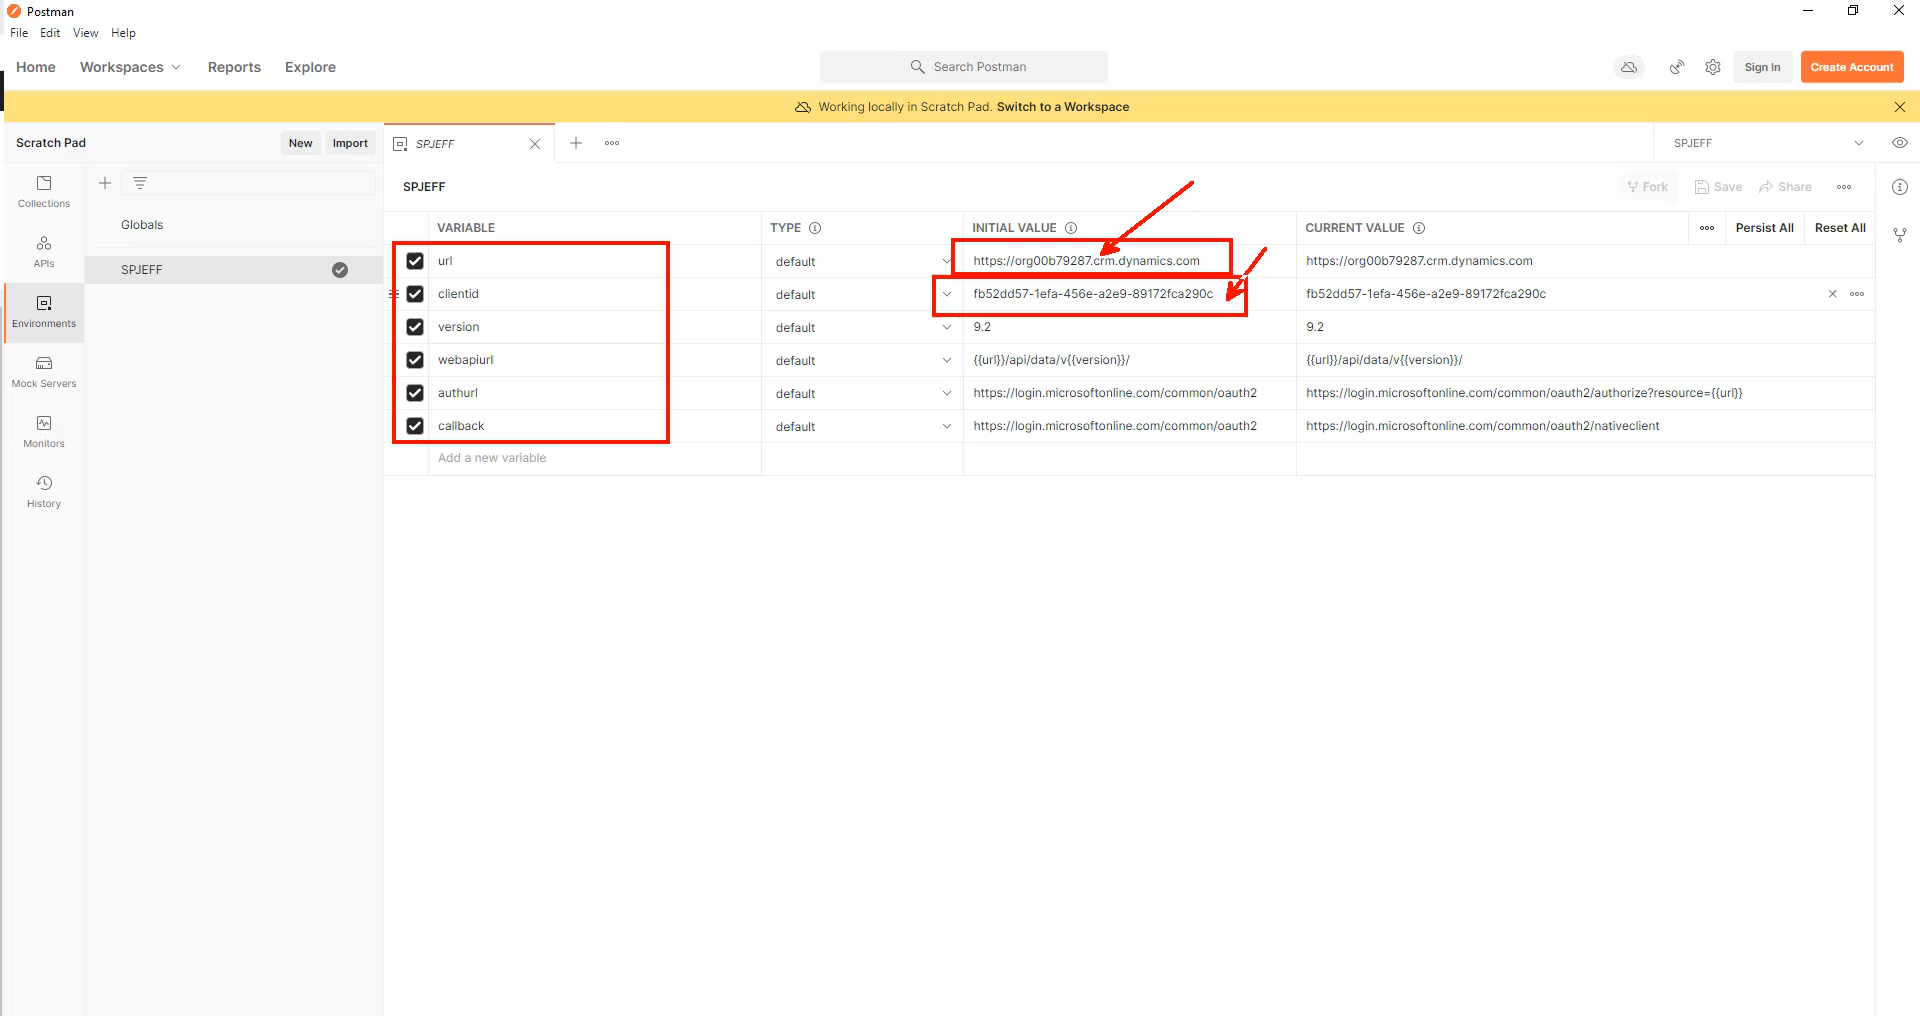 Postman
File Edit View Help
Home Workspaces Reports Explore Search Postman Sign In Create Account
Working locally in Scratch Pad. Switch to a Workspace
Scratch Pad New Import SPJEFF SPJEFF
Collections
APIs
Environments
Mock Servers
Monitors
History
Globals
SPJEFF
SPJEFF Fork Save Share
VARIABLE TYPE INITIAL VALUE CURRENT VALUE Persist All Reset All
url default https://org00b79287.crm.dynamics.com https://org00b79287.crm.dynamics.com
clientid default fb52dd57-1efa-456e-a2e9-89172fca290c fb52dd57-1efa-456e-a2e9-89172fca290c
version default 9.2 9.2
webapiurl default {{url}}/api/data/v{{version}}/ {{url}}/api/data/v{{version}}/
authurl default https://login.microsoftonline.com/common/oauth2 https://login.microsoftonline.com/common/oauth2/authorize?resource={{url}}
callback default https://login.microsoftonline.com/common/oauth2 https://login.microsoftonline.com/common/oauth2/nativeclient
Add a new variable